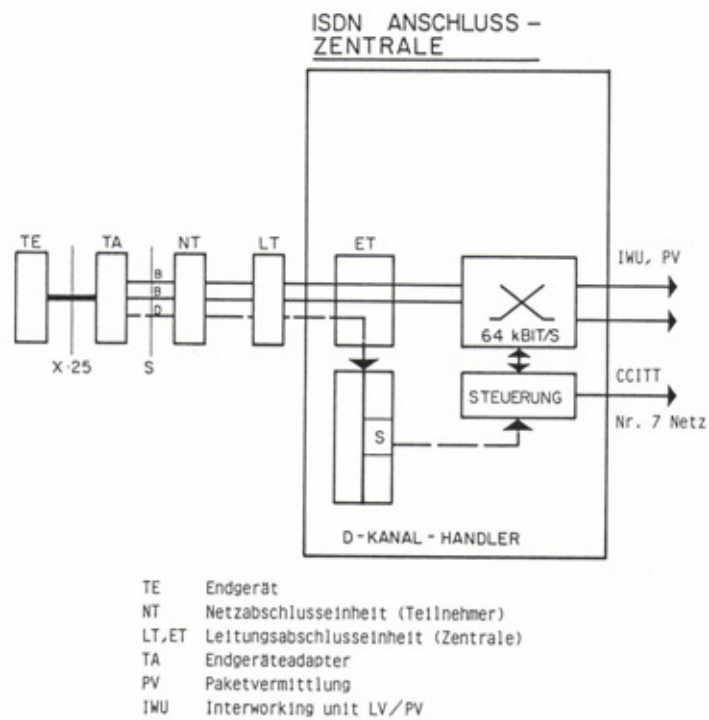 ISDN ANSCHLUSS-
ZENTRALE
TE TA NT LT ET
B
B
D
X·25 S
IWU, PV
64 kBIT/S
STEUERUNG
CCITT
Nr. 7 Netz
S
D-KANAL-HANDLER
TE Endgerät
NT Netzabschlusseinheit (Teilnehmer)
LT,ET Leitungsabschlusseinheit (Zentrale)
TA Endgeräteadapter
PV Paketvermittlung
IWU Interworking unit LV/PV